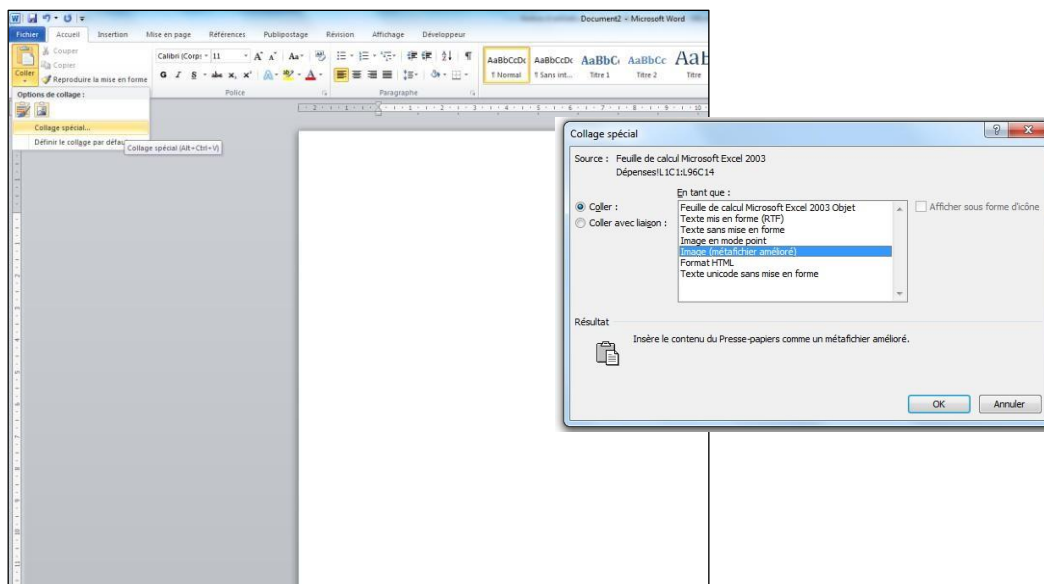 Document2 - Microsoft Word
Fichier Accueil Insertion Mise en page Références Publipostage Révision Affichage Développeur
Coller
Couper
Copier
Reproduire la mise en forme
Calibri (Corp: 11
G I S abc x, x'
Police
Paragraphe
AaBbCcDc AaBbCcDc AaBbC AaBbCc AaB
¶ Normal ¶ Sans int... Titre 1 Titre 2 Titre
Options de collage :
Collage spécial...
Définir le collage par défau
Collage spécial (Alt+Ctrl+V)
Collage spécial
Source : Feuille de calcul Microsoft Excel 2003
Dépenses!L1C1:L96C14
En tant que :
Coller :
Coller avec liaison :
Feuille de calcul Microsoft Excel 2003 Objet
Texte mis en forme (RTF)
Texte sans mise en forme
Image en mode point
Image (métafichier amélioré)
Format HTML
Texte unicode sans mise en forme
Afficher sous forme d'icône
Résultat
Insère le contenu du Presse-papiers comme un métafichier amélioré.
OK Annuler